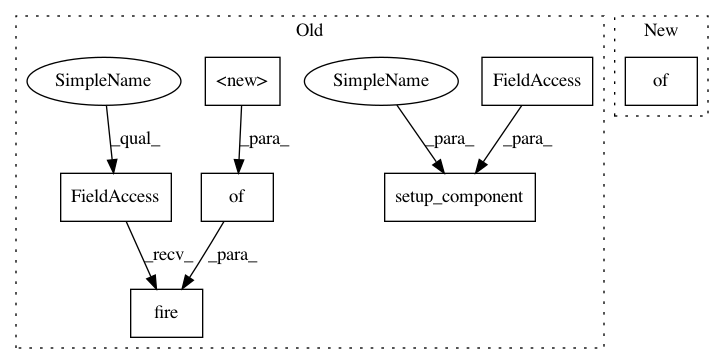 Old
New
SimpleName
<new>
SimpleName
FieldAccess
of
_qual_
_para_
_para_
_para_
FieldAccess
of
setup_component
_recv_
_para_
fire